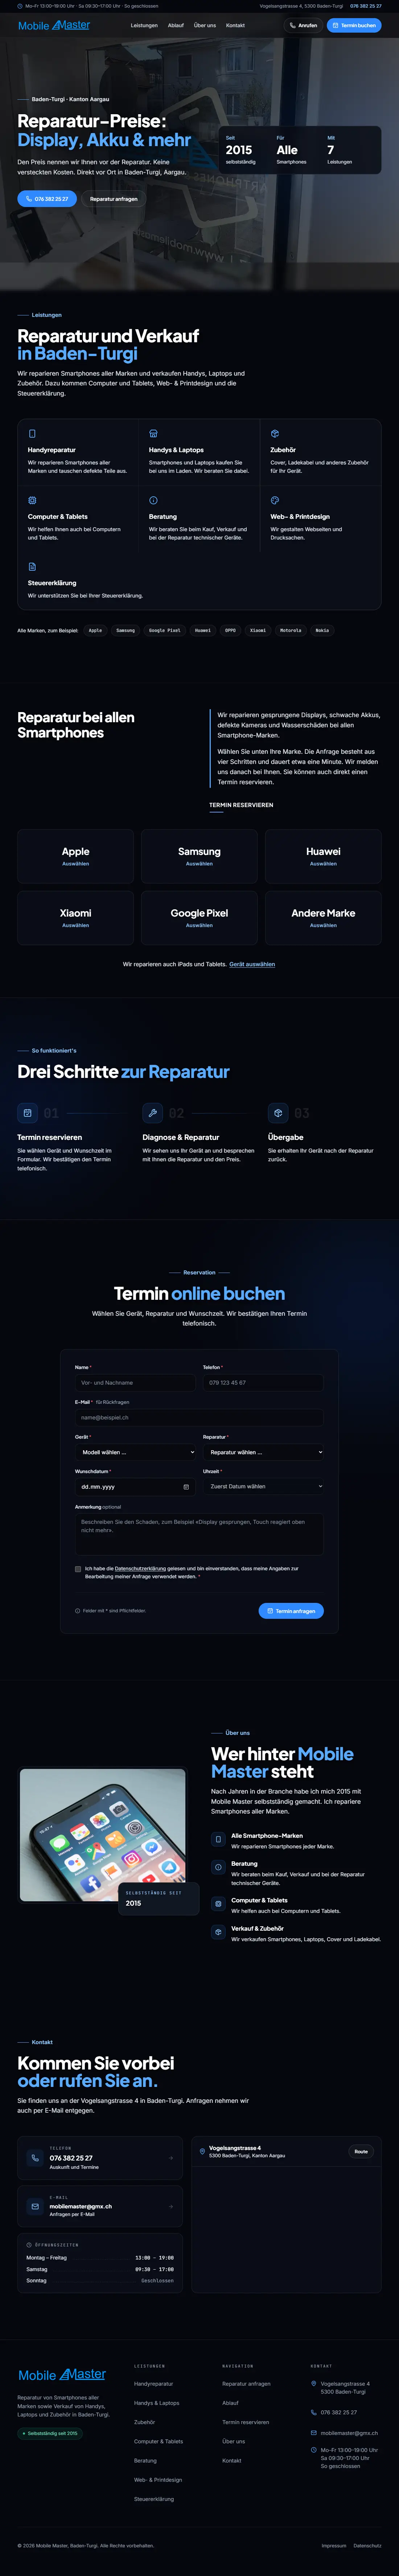 Mo–Fr 13:00–19:00 Uhr · Sa 09:30–17:00 Uhr · So geschlossen
Vogelsangstrasse 4, 5300 Baden-Turgi
076 382 25 27
Mobile Master
Leistungen
Ablauf
Über uns
Kontakt
Anrufen
Termin buchen
Baden-Turgi · Kanton Aargau
Reparatur-Preise:
Display, Akku & mehr
Den Preis nennen wir Ihnen vor der Reparatur. Keine
versteckten Kosten. Direkt vor Ort in Baden-Turgi, Aargau.
076 382 25 27
Reparatur anfragen
Seit
2015
selbstständig
Für
Alle
Smartphones
Mit
7
Leistungen
Leistungen
Reparatur und Verkauf
in Baden-Turgi
Wir reparieren Smartphones aller Marken und verkaufen Handys, Laptops und
Zubehör. Dazu kommen Computer und Tablets, Web- & Printdesign und die
Steuererklärung.
Handyreparatur
Wir reparieren Smartphones aller
Marken und tauschen defekte Teile aus.
Handys & Laptops
Smartphones und Laptops kaufen Sie
bei uns im Laden. Wir beraten Sie dabei.
Zubehör
Cover, Ladekabel und anderes Zubehör
für Ihr Gerät.
Computer & Tablets
Wir helfen Ihnen auch bei Computern
und Tablets.
Beratung
Wir beraten Sie beim Kauf, Verkauf und
bei der Reparatur technischer Geräte.
Web- & Printdesign
Wir gestalten Webseiten und
Drucksachen.
Steuererklärung
Wir unterstützen Sie bei Ihrer Steuererklärung.
Alle Marken, zum Beispiel:
Apple
Samsung
Google Pixel
Huawei
OPPO
Xiaomi
Motorola
Nokia
Reparatur bei allen
Smartphones
Wir reparieren gesprungene Displays, schwache Akkus,
defekte Kameras und Wasserschäden bei allen
Smartphone-Marken.
Wählen Sie unten Ihre Marke. Die Anfrage besteht aus
vier Schritten und dauert etwa eine Minute. Wir melden
uns danach bei Ihnen. Sie können auch direkt einen
Termin reservieren.
TERMIN RESERVIEREN
Apple
Auswählen
Samsung
Auswählen
Huawei
Auswählen
Xiaomi
Auswählen
Google Pixel
Auswählen
Andere Marke
Auswählen
Wir reparieren auch iPads und Tablets. Gerät auswählen
So funktioniert's
Drei Schritte zur Reparatur
01
Termin reservieren
Sie wählen Gerät und Wunschzeit im
Formular. Wir bestätigen den Termin
telefonisch.
02
Diagnose & Reparatur
Wir sehen uns Ihr Gerät an und besprechen
mit Ihnen die Reparatur und den Preis.
03
Übergabe
Sie erhalten Ihr Gerät nach der Reparatur
zurück.
Reservation
Termin online buchen
Wählen Sie Gerät, Reparatur und Wunschzeit. Wir bestätigen Ihren Termin
telefonisch.
Name *
Vor- und Nachname
Telefon *
079 123 45 67
E-Mail * für Rückfragen
name@beispiel.ch
Gerät *
Modell wählen ...
Reparatur *
Reparatur wählen ...
Wunschdatum *
dd.mm.yyyy
Uhrzeit *
Zuerst Datum wählen
Anmerkung optional
Beschreiben Sie den Schaden, zum Beispiel «Display gesprungen, Touch reagiert oben
nicht mehr».
Ich habe die Datenschutzerklärung gelesen und bin einverstanden, dass meine Angaben zur
Bearbeitung meiner Anfrage verwendet werden. *
Felder mit * sind Pflichtfelder.
Termin anfragen
SELBSTSTÄNDIG SEIT
2015
Über uns
Wer hinter Mobile
Master steht
Nach Jahren in der Branche habe ich mich 2015 mit
Mobile Master selbstständig gemacht. Ich repariere
Smartphones aller Marken.
Alle Smartphone-Marken
Wir reparieren Smartphones jeder Marke.
Beratung
Wir beraten beim Kauf, Verkauf und bei der Reparatur
technischer Geräte.
Computer & Tablets
Wir helfen auch bei Computern und Tablets.
Verkauf & Zubehör
Wir verkaufen Smartphones, Laptops, Cover und Ladekabel.
Kontakt
Kommen Sie vorbei
oder rufen Sie an.
Sie finden uns an der Vogelsangstrasse 4 in Baden-Turgi. Anfragen nehmen wir
auch per E-Mail entgegen.
TELEFON
076 382 25 27
Auskunft und Termine
E-MAIL
mobilemaster@gmx.ch
Anfragen per E-Mail
ÖFFNUNGSZEITEN
Montag – Freitag 13:00 – 19:00
Samstag 09:30 – 17:00
Sonntag Geschlossen
Vogelsangstrasse 4
5300 Baden-Turgi, Kanton Aargau
Route
Mobile Master
Reparatur von Smartphones aller
Marken sowie Verkauf von Handys,
Laptops und Zubehör in Baden-Turgi.
Selbstständig seit 2015
LEISTUNGEN
Handyreparatur
Handys & Laptops
Zubehör
Computer & Tablets
Beratung
Web- & Printdesign
Steuererklärung
NAVIGATION
Reparatur anfragen
Ablauf
Termin reservieren
Über uns
Kontakt
KONTAKT
Vogelsangstrasse 4
5300 Baden-Turgi
076 382 25 27
mobilemaster@gmx.ch
Mo–Fr 13:00–19:00 Uhr
Sa 09:30–17:00 Uhr
So geschlossen
© 2026 Mobile Master, Baden-Turgi. Alle Rechte vorbehalten.
Impressum
Datenschutz